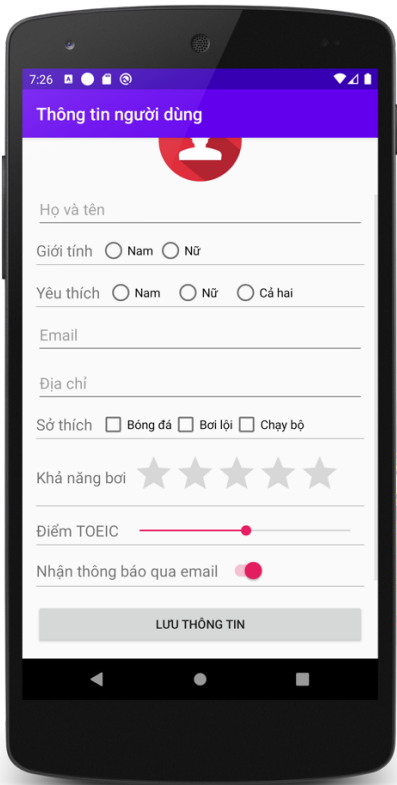 7:26
Thông tin người dùng
Họ và tên
Giới tính Nam Nữ
Yêu thích Nam Nữ Cả hai
Email
Địa chỉ
Sở thích Bóng đá Bơi lội Chạy bộ
Khả năng bơi
Điểm TOEIC
Nhận thông báo qua email
LƯU THÔNG TIN